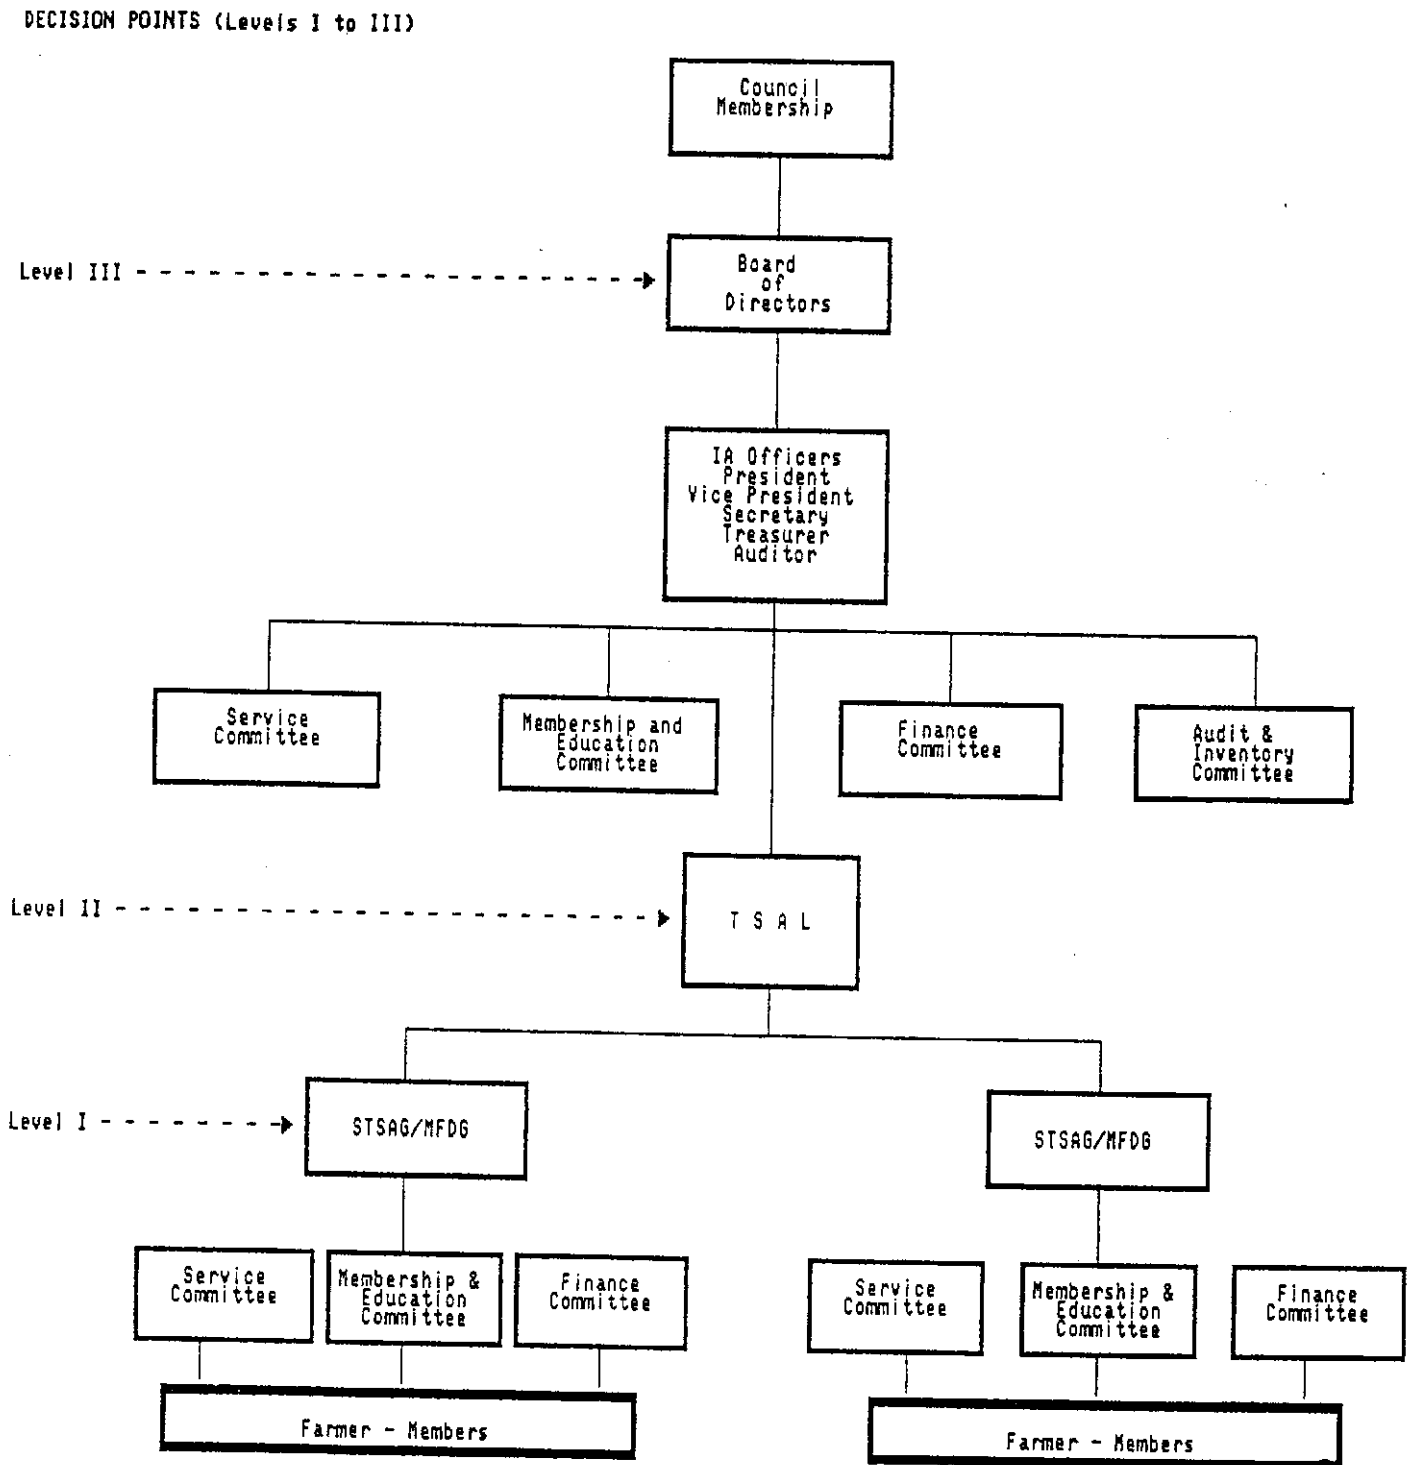 DECISION POINTS (Levels I to III)
Council
Membership
Level III
Board
of
Directors
IA Officers
President
Vice President
Secretary
Treasurer
Auditor
Service
Committee
Membership and
Education
Committee
Finance
Committee
Audit &
Inventory
Committee
Level II
T S A L
Level I
STSAG/MFDG
STSAG/MFDG
Service
Committee
Membership &
Education
Committee
Finance
Committee
Service
Committee
Membership &
Education
Committee
Finance
Committee
Farmer - Members
Farmer - Members